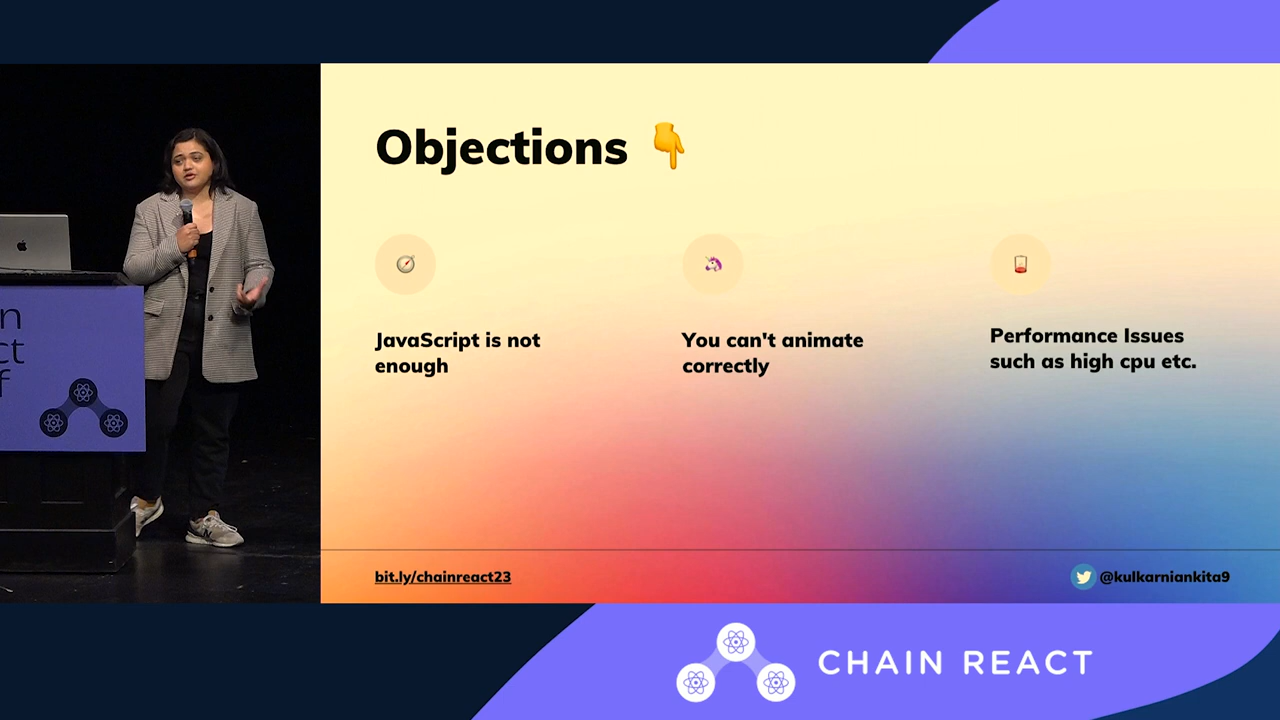 Objections 👇
JavaScript is not
enough
You can't animate
correctly
Performance Issues
such as high cpu etc.
bit.ly/chainreact23
@kulkarniankita9
n
ct
f
CHAIN REACT